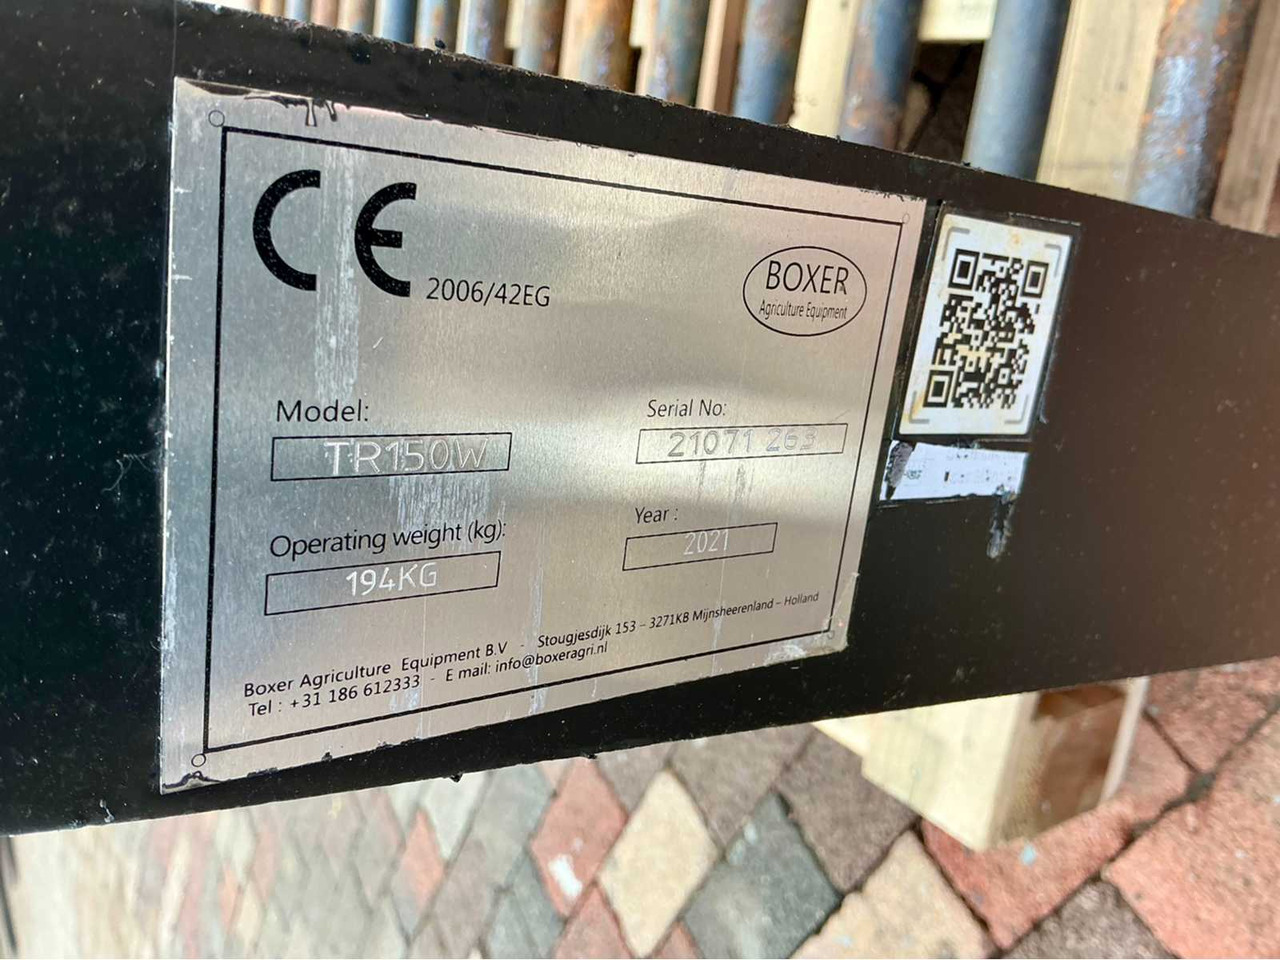 CE 2006/42EG
BOXER
Agriculture Equipment
Model:
TR150W
Serial No:
21071 263
Operating weight (kg):
194KG
Year :
2021
Boxer Agriculture Equipment B.V - Stougjesdijk 153 – 3271KB Mijnsheerenland – Holland
Tel : +31 186 612333 - E mail: info@boxeragri.nl